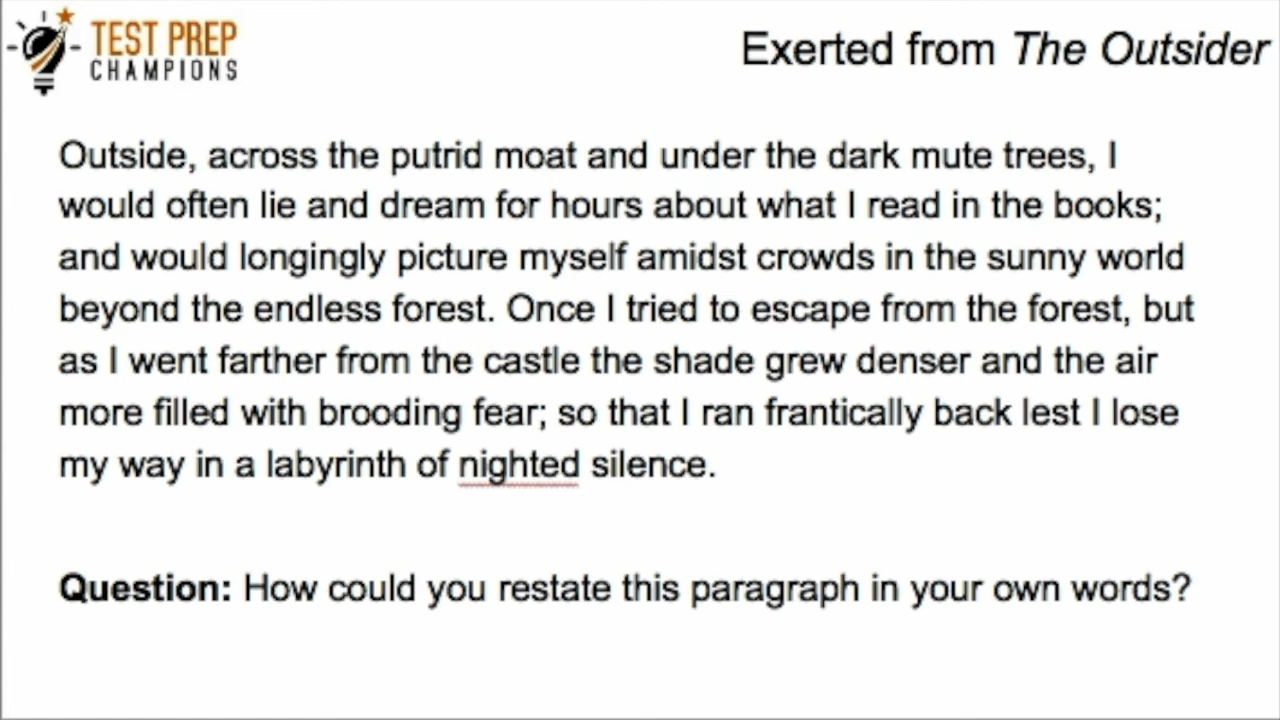 TEST PREP
CHAMPIONS
Exerted from The Outsider
Outside, across the putrid moat and under the dark mute trees, I
would often lie and dream for hours about what I read in the books;
and would longingly picture myself amidst crowds in the sunny world
beyond the endless forest. Once I tried to escape from the forest, but
as I went farther from the castle the shade grew denser and the air
more filled with brooding fear; so that I ran frantically back lest I lose
my way in a labyrinth of nighted silence.
Question: How could you restate this paragraph in your own words?